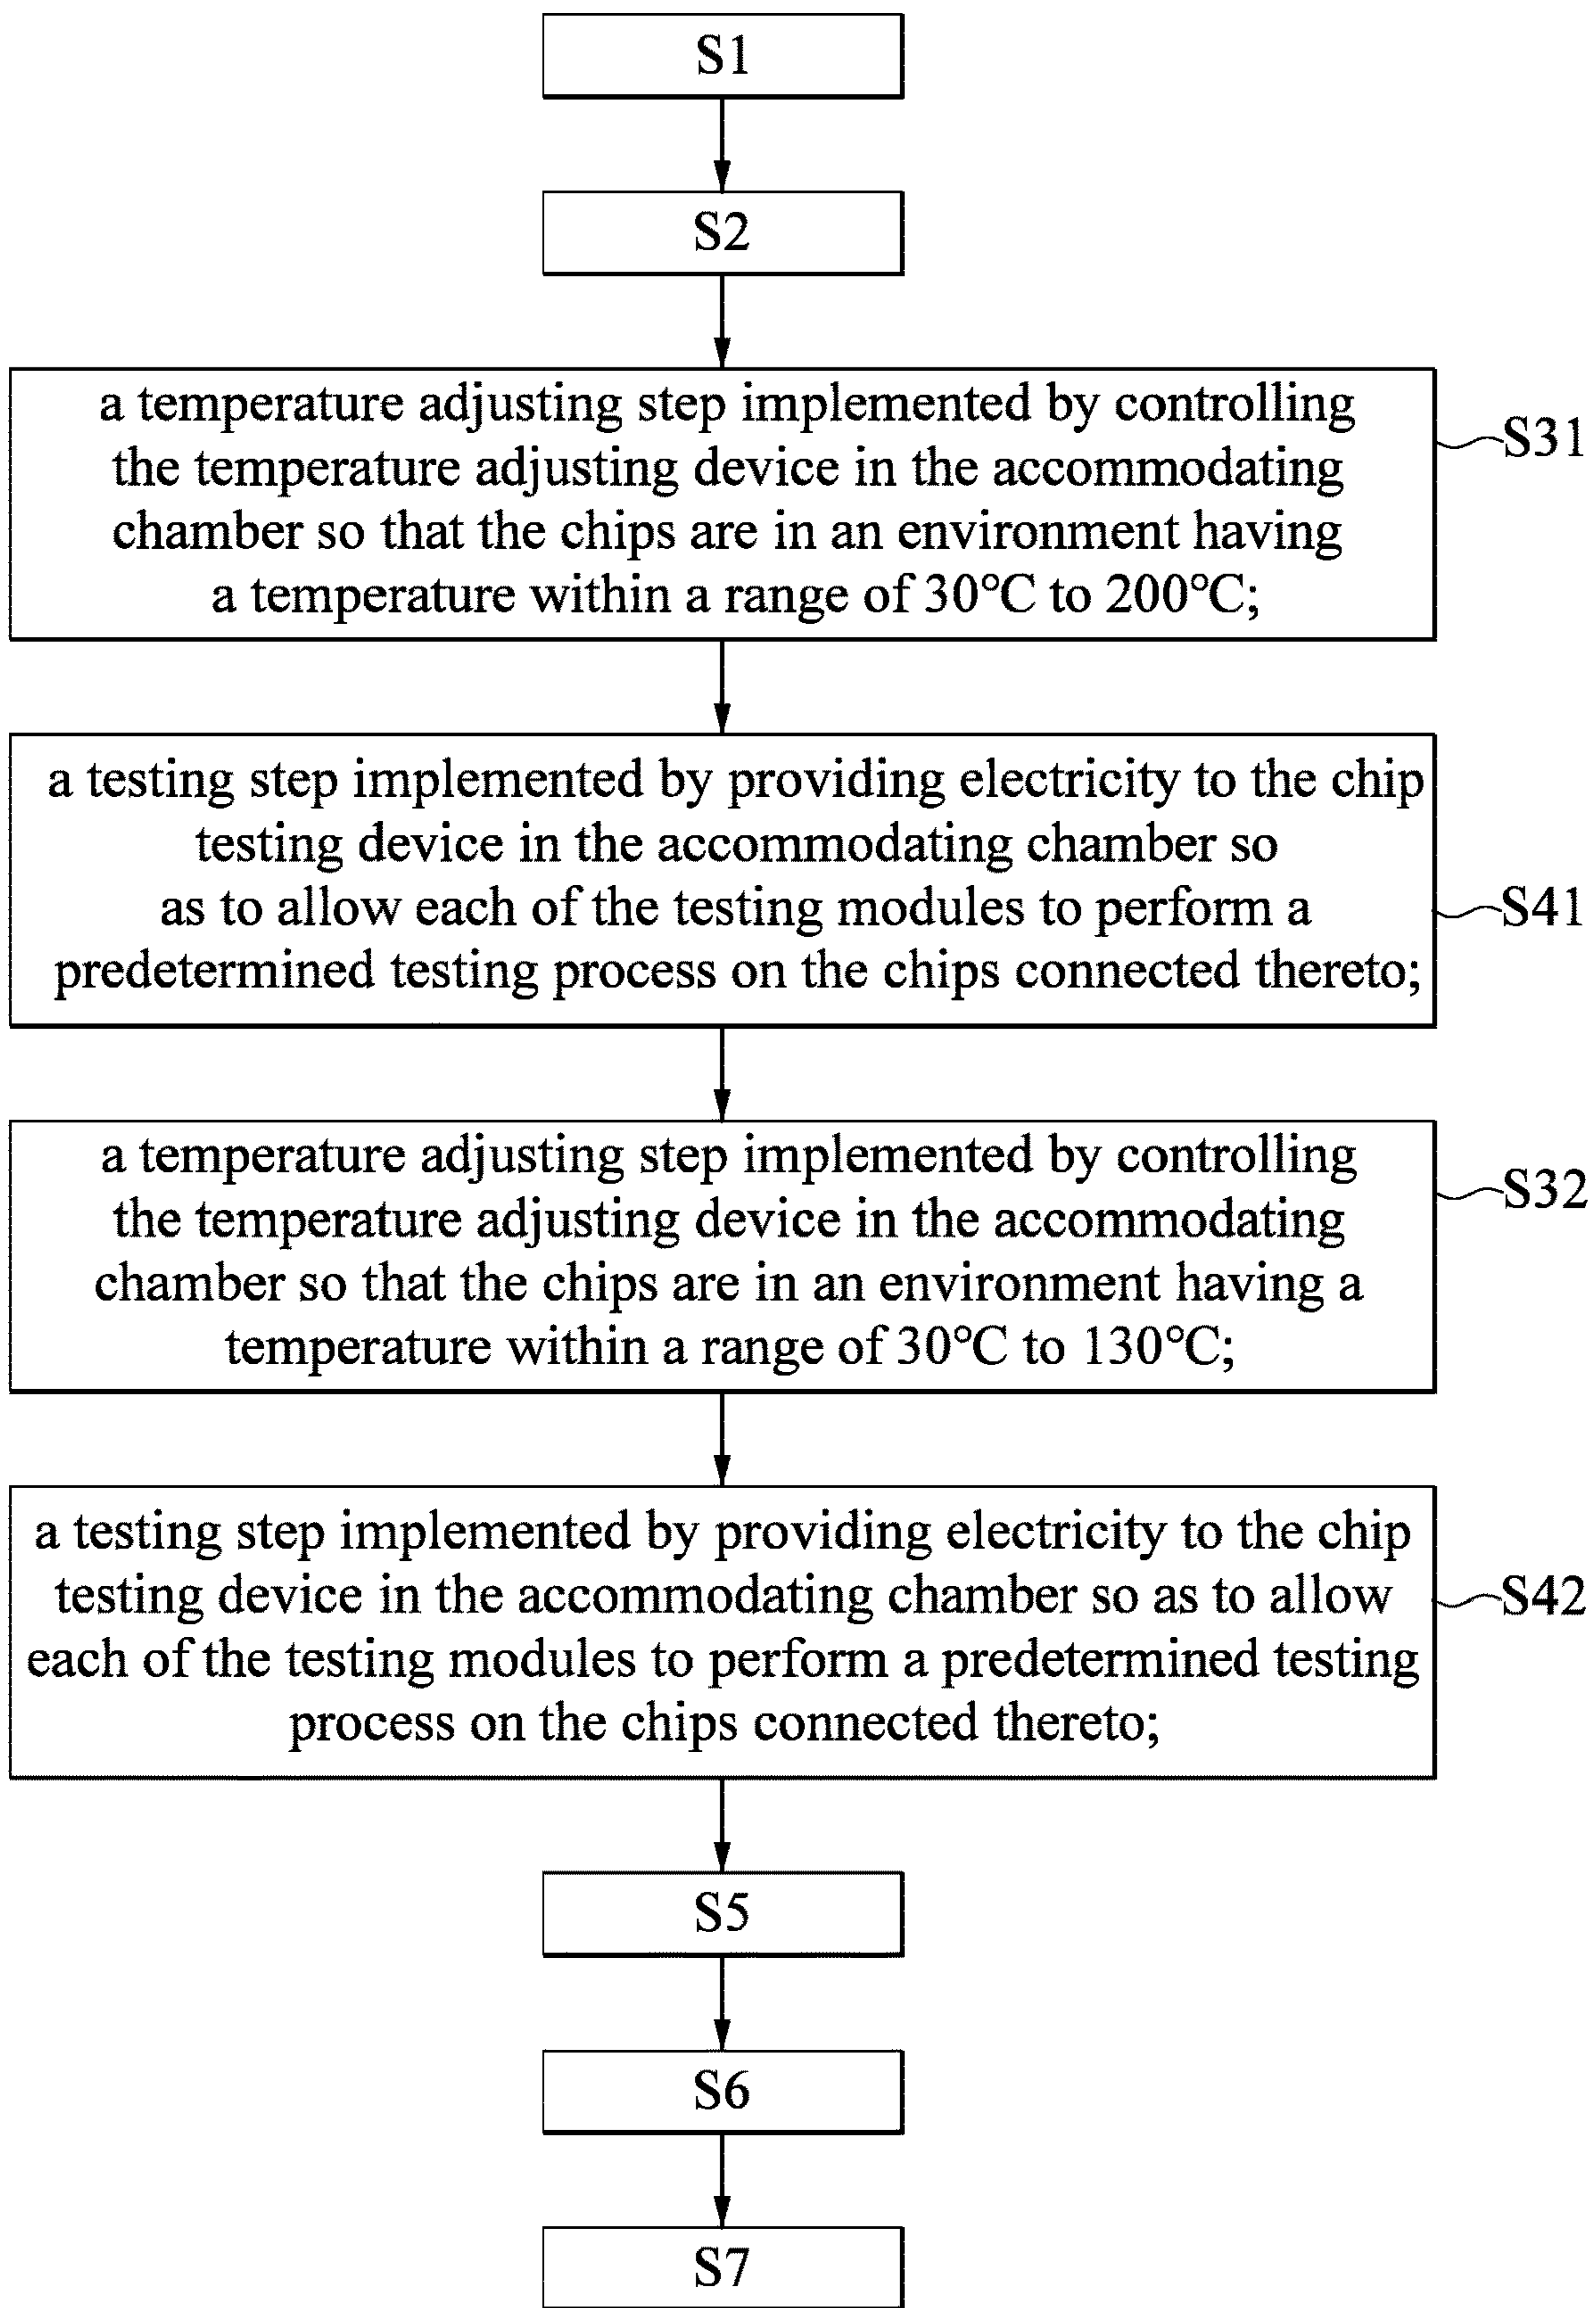 S1
S2
a temperature adjusting step implemented by controlling
the temperature adjusting device in the accommodating
chamber so that the chips are in an environment having
a temperature within a range of 30°C to 200°C;
S31
a testing step implemented by providing electricity to the chip
testing device in the accommodating chamber so
as to allow each of the testing modules to perform a
predetermined testing process on the chips connected thereto;
S41
a temperature adjusting step implemented by controlling
the temperature adjusting device in the accommodating
chamber so that the chips are in an environment having a
temperature within a range of 30°C to 130°C;
S32
a testing step implemented by providing electricity to the chip
testing device in the accommodating chamber so as to allow
each of the testing modules to perform a predetermined testing
process on the chips connected thereto;
S42
S5
S6
S7